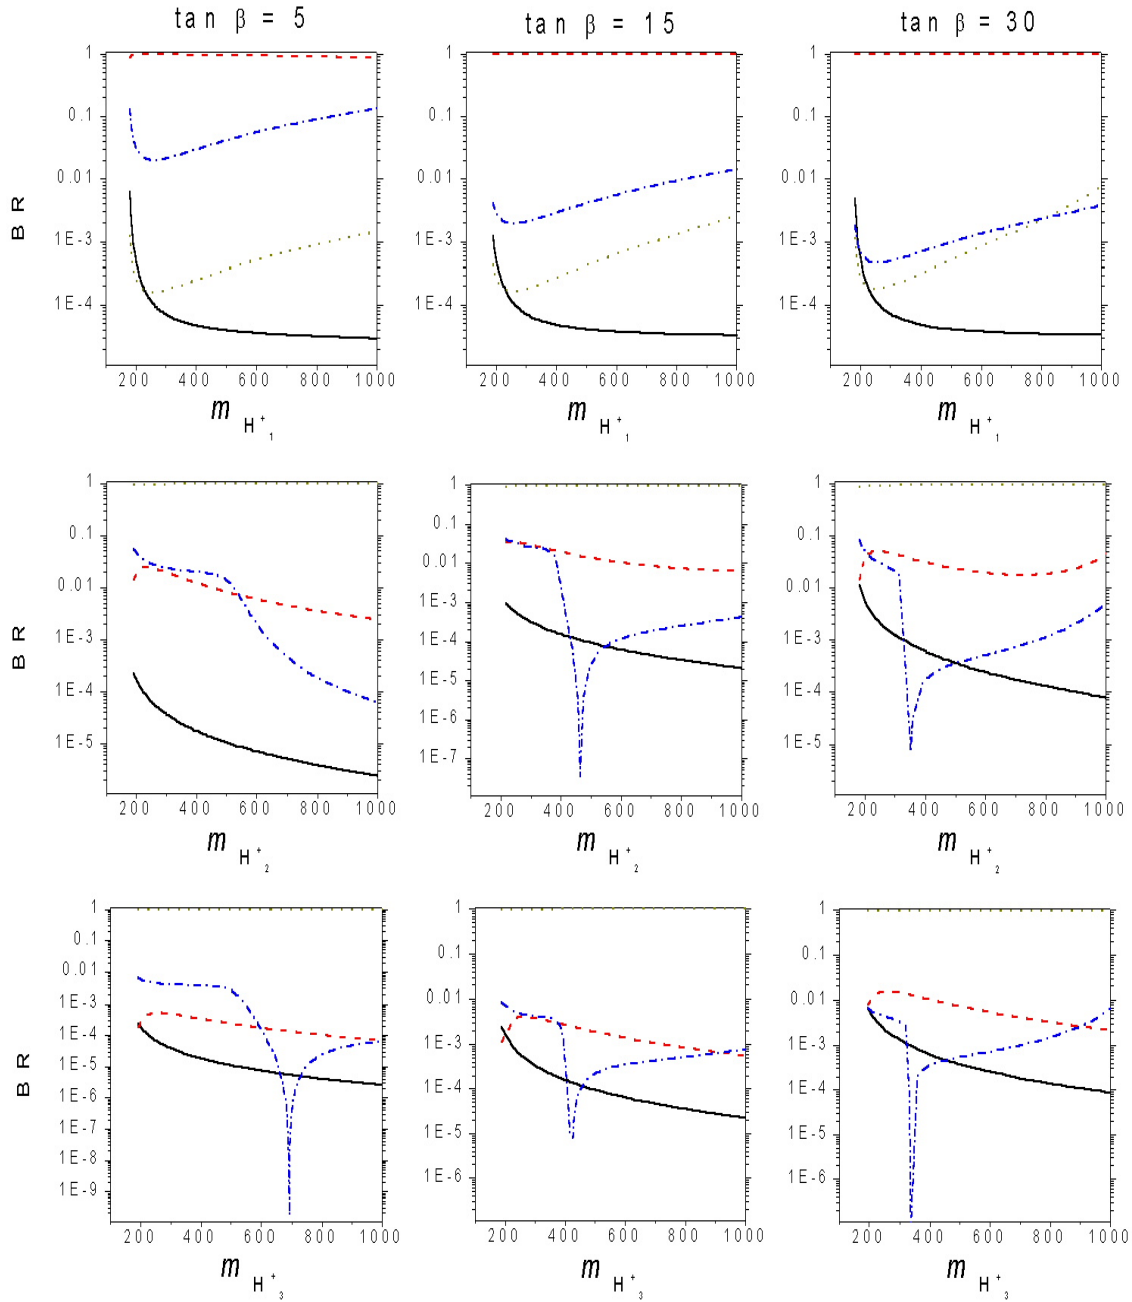 tan β = 5 tan β = 15 tan β = 30
B R
1 1 1
0.1 0.1 0.1
0.01 0.01 0.01
1E-3 1E-3 1E-3
1E-4 1E-4 1E-4
200 400 600 800 1000 200 400 600 800 1000 200 400 600 800 1000
m H⁺₁ m H⁺₁ m H⁺₁
B R
1 1 1
0.1 0.1 0.1
0.01 0.01 0.01
1E-3 1E-3 1E-3
1E-4 1E-4 1E-4
1E-5 1E-5 1E-5
1E-6
1E-7
200 400 600 800 1000 200 400 600 800 1000 200 400 600 800 1000
m H⁺₂ m H⁺₂ m H⁺₂
B R
1 1 1
0.1 0.1 0.1
0.01 0.01 0.01
1E-3 1E-3 1E-3
1E-4 1E-4 1E-4
1E-5 1E-5 1E-5
1E-6 1E-6 1E-6
1E-7
1E-8
1E-9
200 400 600 800 1000 200 400 600 800 1000 200 400 600 800 1000
m H⁺₃ m H⁺₃ m H⁺₃